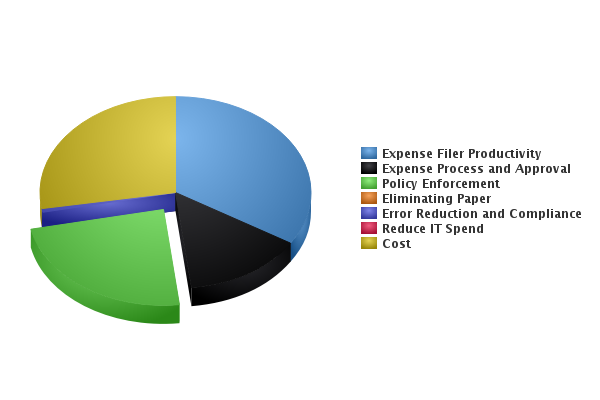 Expense Filer Productivity
Expense Process and Approval
Policy Enforcement
Eliminating Paper
Error Reduction and Compliance
Reduce IT Spend
Cost